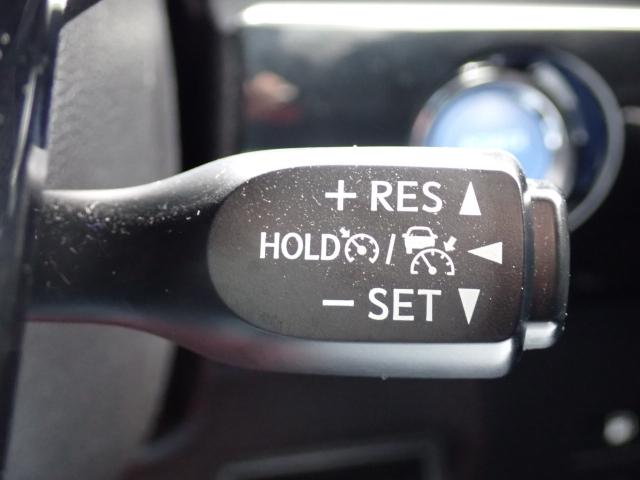 + RES ▲
HOLD / ◀
− SET ▼